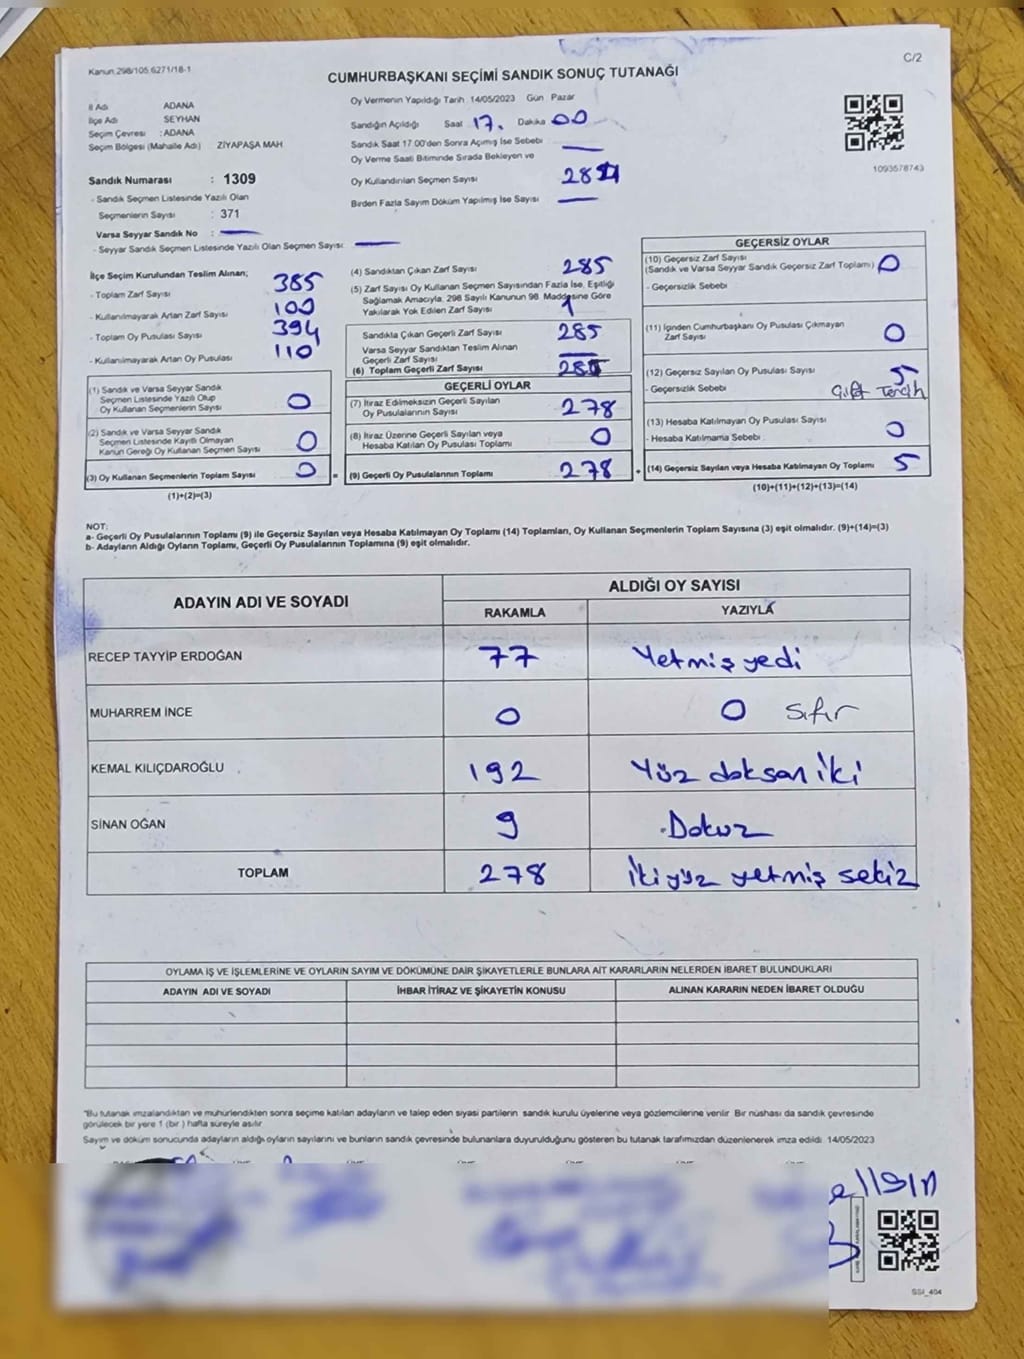 Kanun 298/105 6271/18-1
C/2
CUMHURBAŞKANI SEÇİMİ SANDIK SONUÇ TUTANAĞI
İl Adı ADANA
İlçe Adı SEYHAN
Seçim Çevresi : ADANA
Seçim Bölgesi (Mahalle Adı) ZİYAPAŞA MAH
Sandık Numarası : 1309
- Sandık Seçmen Listesinde Yazılı Olan
Seçmenlerin Sayısı : 371
Varsa Seyyar Sandık No :
- Seyyar Sandık Seçmen Listesinde Yazılı Olan Seçmen Sayısı:
Oy Vermenin Yapıldığı Tarih 14/05/2023 Gün Pazar
Sandığın Açıldığı Saat 17. Dakika 00
Sandık Saat 17.00'den Sonra Açılmış İse Sebebi
Oy Verme Saati Bitiminde Sırada Bekleyen ve
Oy Kullandırılan Seçmen Sayısı
Birden Fazla Sayım Döküm Yapılmış İse Sayısı
1093578743
İlçe Seçim Kurulundan Teslim Alınan;
- Toplam Zarf Sayısı 385
- Kullanılmayarak Artan Zarf Sayısı 100
- Toplam Oy Pusulası Sayısı 394
- Kullanılmayarak Artan Oy Pusulası 110
(1) Sandık ve Varsa Seyyar Sandık
Seçmen Listesinde Yazılı Olup
Oy Kullanan Seçmenlerin Sayısı 0
(2) Sandık ve Varsa Seyyar Sandık
Seçmen Listesinde Kayıtlı Olmayan
Kanun Gereği Oy Kullanan Seçmen Sayısı 0
(3) Oy Kullanan Seçmenlerin Toplam Sayısı 0 =
(1)+(2)=(3)
(4) Sandıktan Çıkan Zarf Sayısı 285
(5) Zarf Sayısı Oy Kullanan Seçmen Sayısından Fazla İse, Eşitliği
Sağlamak Amacıyla, 298 Sayılı Kanunun 98. Maddesine Göre
Yakılarak Yok Edilen Zarf Sayısı 1
Sandıkla Çıkan Geçerli Zarf Sayısı 285
Varsa Seyyar Sandıktan Teslim Alınan
Geçerli Zarf Sayısı
(6) Toplam Geçerli Zarf Sayısı 285
GEÇERLİ OYLAR
(7) İtiraz Edilmeksizin Geçerli Sayılan
Oy Pusulalarının Sayısı 278
(8) İtiraz Üzerine Geçerli Sayılan veya
Hesaba Katılan Oy Pusulası Toplamı 0
(9) Geçerli Oy Pusulalarının Toplamı 278 +
GEÇERSİZ OYLAR
(10) Geçersiz Zarf Sayısı
(Sandık ve Varsa Seyyar Sandık Geçersiz Zarf Toplamı) 0
- Geçersizlik Sebebi
(11) İçinden Cumhurbaşkanı Oy Pusulası Çıkmayan
Zarf Sayısı 0
(12) Geçersiz Sayılan Oy Pusulası Sayısı 5
- Geçersizlik Sebebi Çift Tercih
(13) Hesaba Katılmayan Oy Pusulası Sayısı 0
- Hesaba Katılmama Sebebi
(14) Geçersiz Sayılan veya Hesaba Katılmayan Oy Toplamı 5
(10)+(11)+(12)+(13)=(14)
NOT:
a- Geçerli Oy Pusulalarının Toplamı (9) ile Geçersiz Sayılan veya Hesaba Katılmayan Oy Toplamı (14) Toplamları, Oy Kullanan Seçmenlerin Toplam Sayısına (3) eşit olmalıdır. (9)+(14)=(3)
b- Adayların Aldığı Oyların Toplamı, Geçerli Oy Pusulalarının Toplamına (9) eşit olmalıdır.
ADAYIN ADI VE SOYADI ALDIĞI OY SAYISI
RAKAMLA YAZIYLA
RECEP TAYYİP ERDOĞAN 77 Yetmiş yedi
MUHARREM İNCE 0 0 sıfır
KEMAL KILIÇDAROĞLU 192 Yüz doksan iki
SİNAN OĞAN 9 Dokuz
TOPLAM 278 İkiyüz yetmiş sekiz
OYLAMA İŞ VE İŞLEMLERİNE VE OYLARIN SAYIM VE DÖKÜMÜNE DAİR ŞİKAYETLERLE BUNLARA AİT KARARLARIN NELERDEN İBARET BULUNDUKLARI
ADAYIN ADI VE SOYADI İHBAR İTİRAZ VE ŞİKAYETİN KONUSU ALINAN KARARIN NEDEN İBARET OLDUĞU
*Bu tutanak imzalandıktan ve mühürlendikten sonra seçime katılan adayların ve talep eden siyasi partilerin sandık kurulu üyelerine veya gözlemcilerine verilir Bir nüshası da sandık çevresinde
görülecek bir yere 1 (bir ) hafta süreyle asılır
Sayım ve döküm sonucunda adayların aldığı oyların sayılarını ve bunların sandık çevresinde bulunanlara duyurulduğunu gösteren bu tutanak tarafımızdan düzenlenerek imza edildi 14/05/2023
SSI_404